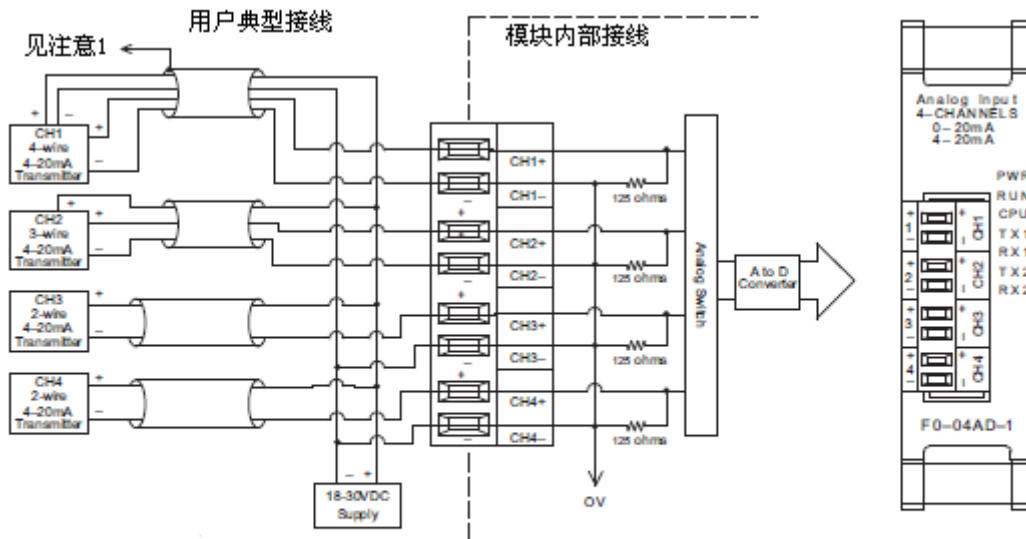 用户典型接线
模块内部接线
见注意1
+ –
CH1
4-wire
4-20mA
Transmitter
+
–
+
CH2
3-wire
4-20mA
Transmitter
+
–
CH3
2-wire
4-20mA
Transmitter
+
–
CH4
2-wire
4-20mA
Transmitter
+
–
– +
18-30VDC
Supply
CH1+
–
CH1–
125 ohms
+
CH2+
–
CH2–
125 ohms
+
CH3+
–
CH3–
125 ohms
+
CH4+
–
CH4–
125 ohms
0V
Analog Switch
A to D
Converter
Analog Input
4-CHANNELS
0-20mA
4-20mA
PWR
RUN
CPU
TX1
RX1
TX2
RX2
+ 1 –
+ – CH1
+ 2 –
+ – CH2
+ 3 –
+ – CH3
+ 4 –
+ – CH4
F0-04AD-1